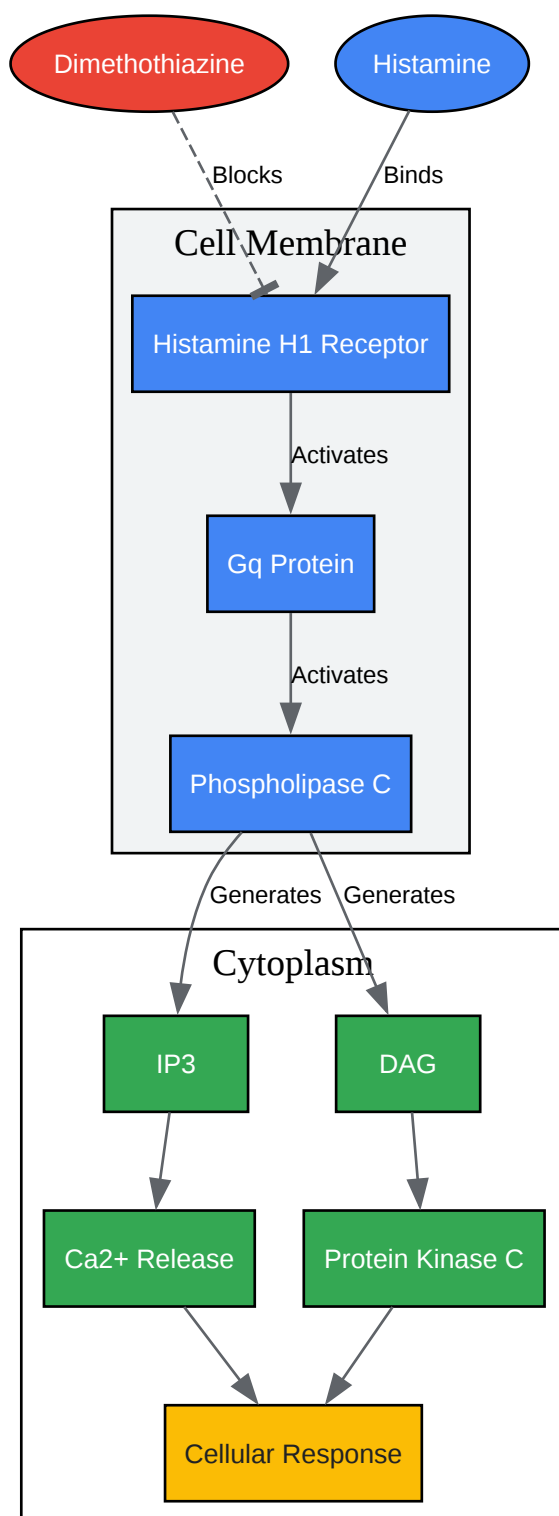 Dimethothiazine
Histamine
Blocks
Binds
Cell Membrane
Histamine H1 Receptor
Activates
Gq Protein
Activates
Phospholipase C
Generates
Generates
Cytoplasm
IP3
DAG
Ca2+ Release
Protein Kinase C
Cellular Response